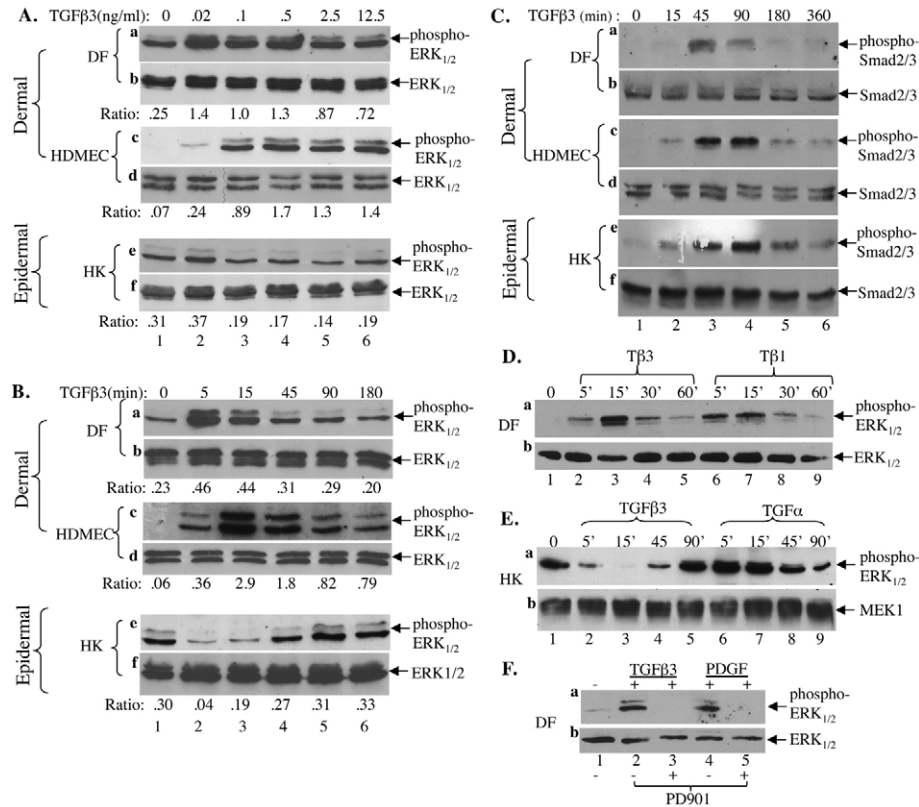 A. TGFβ3(ng/ml): 0 .02 .1 .5 2.5 12.5
Dermal
DF
a
phospho-
ERK1/2
b
ERK1/2
Ratio: .25 1.4 1.0 1.3 .87 .72
HDMEC
c
phospho-
ERK1/2
d
ERK1/2
Ratio: .07 .24 .89 1.7 1.3 1.4
Epidermal
HK
e
phospho-
ERK1/2
f
ERK1/2
Ratio: .31 .37 .19 .17 .14 .19
1 2 3 4 5 6
B. TGFβ3(min): 0 5 15 45 90 180
Dermal
DF
a
phospho-
ERK1/2
b
ERK1/2
Ratio: .23 .46 .44 .31 .29 .20
HDMEC
c
phospho-
ERK1/2
d
ERK1/2
Ratio: .06 .36 2.9 1.8 .82 .79
Epidermal
HK
e
phospho-
ERK1/2
f
ERK1/2
Ratio: .30 .04 .19 .27 .31 .33
1 2 3 4 5 6
C. TGFβ3 (min) : 0 15 45 90 180 360
Dermal
DF
a
phospho-
Smad2/3
b
Smad2/3
HDMEC
c
phospho-
Smad2/3
d
Smad2/3
Epidermal
HK
e
phospho-
Smad2/3
f
Smad2/3
1 2 3 4 5 6
D. Tβ3 Tβ1
0 5’ 15’ 30’ 60’ 5’ 15’ 30’ 60’
DF
a
phospho-
ERK1/2
b
ERK1/2
1 2 3 4 5 6 7 8 9
E. TGFβ3 TGFα
0 5’ 15’ 45 90’ 5’ 15’ 45’ 90’
HK
a
phospho-
ERK1/2
b
MEK1
1 2 3 4 5 6 7 8 9
F. TGFβ3 PDGF
- + + + +
DF
a
phospho-
ERK1/2
b
ERK1/2
1 2 3 4 5
- - + - +
PD901